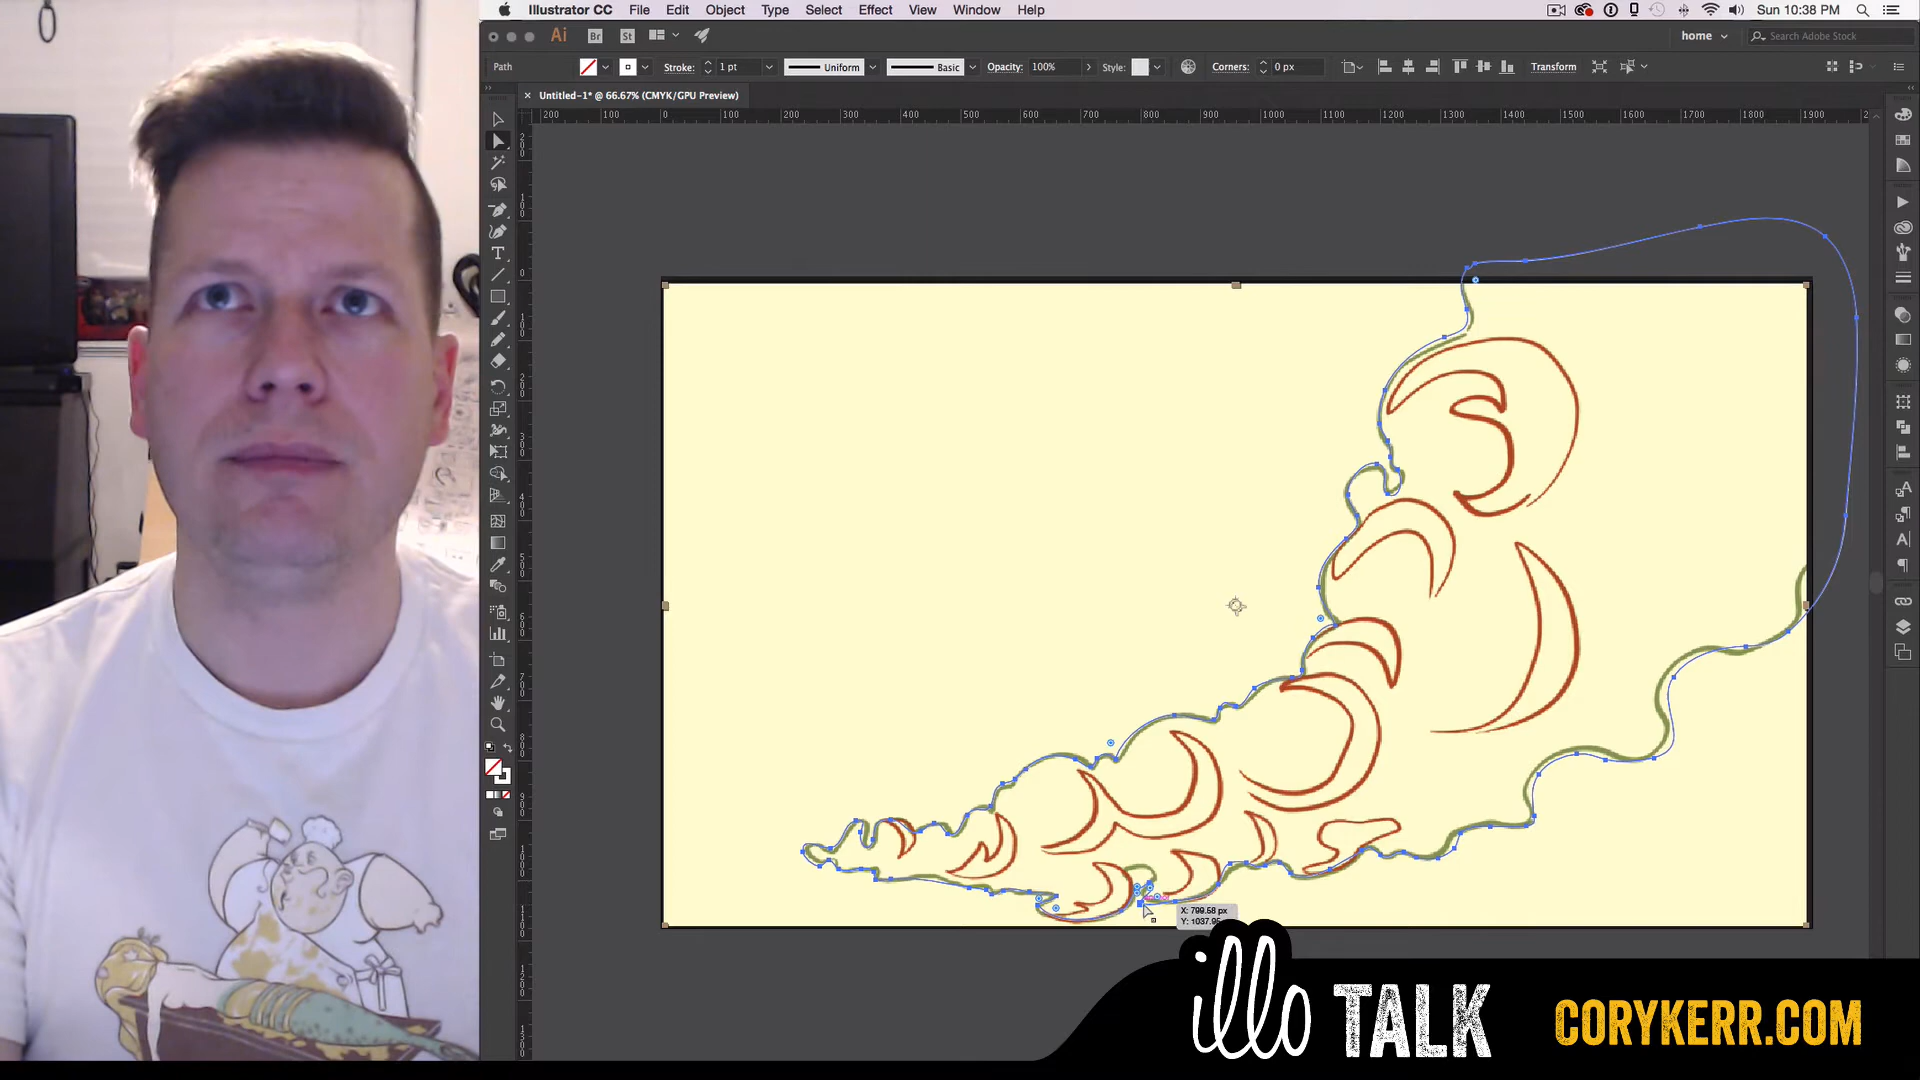 Illustrator CC File Edit Object Type Select Effect View Window Help Sun 10:38 PM
Ai Br St home Search Adobe Stock
Path Stroke: 1 pt Uniform Basic Opacity: 100% Style: Corners: 0 px Transform
× Untitled-1* @ 66.67% (CMYK/GPU Preview)
200 100 0 100 200 300 400 500 600 700 800 900 1000 1100 1200 1300 1400 1500 1600 1700 1800 1900
X: 799.58 px
Y: 1037.95
illo TALK CORYKERR.COM